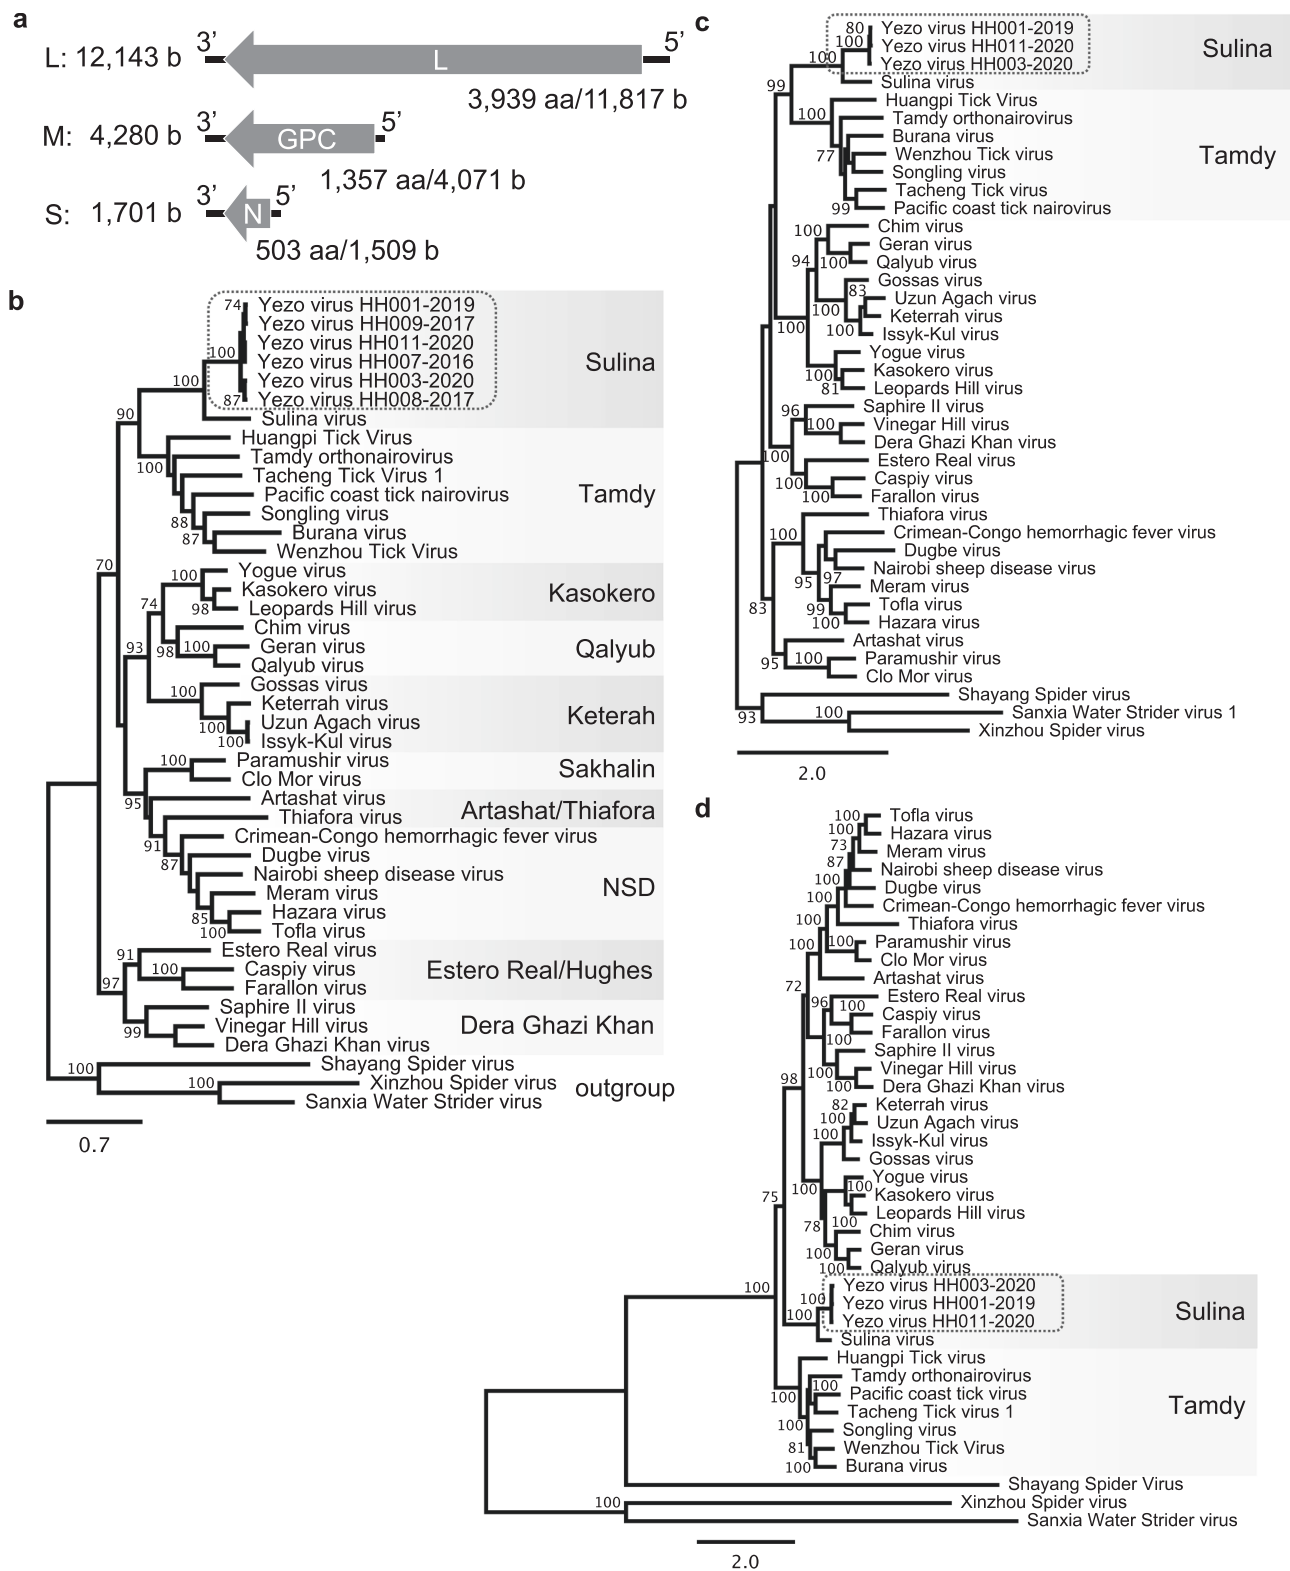 a
3’ 5’
L: 12,143 b L
3,939 aa/11,817 b
3’ 5’
M: 4,280 b GPC
1,357 aa/4,071 b
3’ 5’
S: 1,701 b N
503 aa/1,509 b
b
74 Yezo virus HH001-2019
Yezo virus HH009-2017
Yezo virus HH011-2020
100 Yezo virus HH007-2016
Sulina
Yezo virus HH003-2020
100
87 Yezo virus HH008-2017
Sulina virus
90
Huangpi Tick Virus
Tamdy orthonairovirus
100
Tacheng Tick Virus 1
Pacific coast tick nairovirus
Tamdy
Songling virus
88
Burana virus
87
Wenzhou Tick Virus
70
Yogue virus
100
Kasokero virus
Kasokero
98 Leopards Hill virus
74
Chim virus
93
98
100 Geran virus
Qalyub
Qalyub virus
Gossas virus
100
Keterrah virus
Keterah
100 Uzun Agach virus
100 Issyk-Kul virus
Paramushir virus
100
Sakhalin
Clo Mor virus
95
Artashat virus
Artashat/Thiafora
Thiafora virus
91
Crimean-Congo hemorrhagic fever virus
87
Dugbe virus
Nairobi sheep disease virus
NSD
Meram virus
85
Hazara virus
100 Tofla virus
91 Estero Real virus
100 Caspiy virus
Estero Real/Hughes
97
Farallon virus
Saphire II virus
99
Vinegar Hill virus
Dera Ghazi Khan
Dera Ghazi Khan virus
100
Shayang Spider virus
100
Xinzhou Spider virus
outgroup
Sanxia Water Strider virus
0.7
c
80 Yezo virus HH001-2019
100 Yezo virus HH011-2020
Sulina
100 Yezo virus HH003-2020
Sulina virus
99
Huangpi Tick Virus
100
Tamdy orthonairovirus
Burana virus
77
Wenzhou Tick virus
Tamdy
Songling virus
Tacheng Tick virus
99 Pacific coast tick nairovirus
100 Chim virus
Geran virus
94
100 Qalyub virus
Gossas virus
83
Uzun Agach virus
100
Keterrah virus
100
100 Issyk-Kul virus
Yogue virus
100
Kasokero virus
81 Leopards Hill virus
96 Saphire II virus
100 Vinegar Hill virus
Dera Ghazi Khan virus
100
Estero Real virus
100
Caspiy virus
100 Farallon virus
Thiafora virus
100
Crimean-Congo hemorrhagic fever virus
Dugbe virus
95 97
Nairobi sheep disease virus
Meram virus
99
Tofla virus
83
100 Hazara virus
Artashat virus
95 100 Paramushir virus
Clo Mor virus
Shayang Spider virus
93
100 Sanxia Water Strider virus 1
Xinzhou Spider virus
2.0
d
100 Tofla virus
100 Hazara virus
73 Meram virus
87
Nairobi sheep disease virus
100
Dugbe virus
100
Crimean-Congo hemorrhagic fever virus
100
Thiafora virus
100 100 Paramushir virus
Clo Mor virus
Artashat virus
72
96 Estero Real virus
100 Caspiy virus
100 Farallon virus
Saphire II virus
100 Vinegar Hill virus
98
100 Dera Ghazi Khan virus
82 Keterrah virus
100
Uzun Agach virus
100
Issyk-Kul virus
Gossas virus
Yogue virus
100 100
Kasokero virus
75
Leopards Hill virus
78 100
Chim virus
100 Geran virus
100 Qalyub virus
100
Yezo virus HH003-2020
100 Yezo virus HH001-2019
100 Yezo virus HH011-2020
Sulina
Sulina virus
Huangpi Tick virus
Tamdy orthonairovirus
100
100 Pacific coast tick virus
Tacheng Tick virus 1
Tamdy
100
Songling virus
81 Wenzhou Tick Virus
100 Burana virus
Shayang Spider Virus
100 Xinzhou Spider virus
Sanxia Water Strider virus
2.0